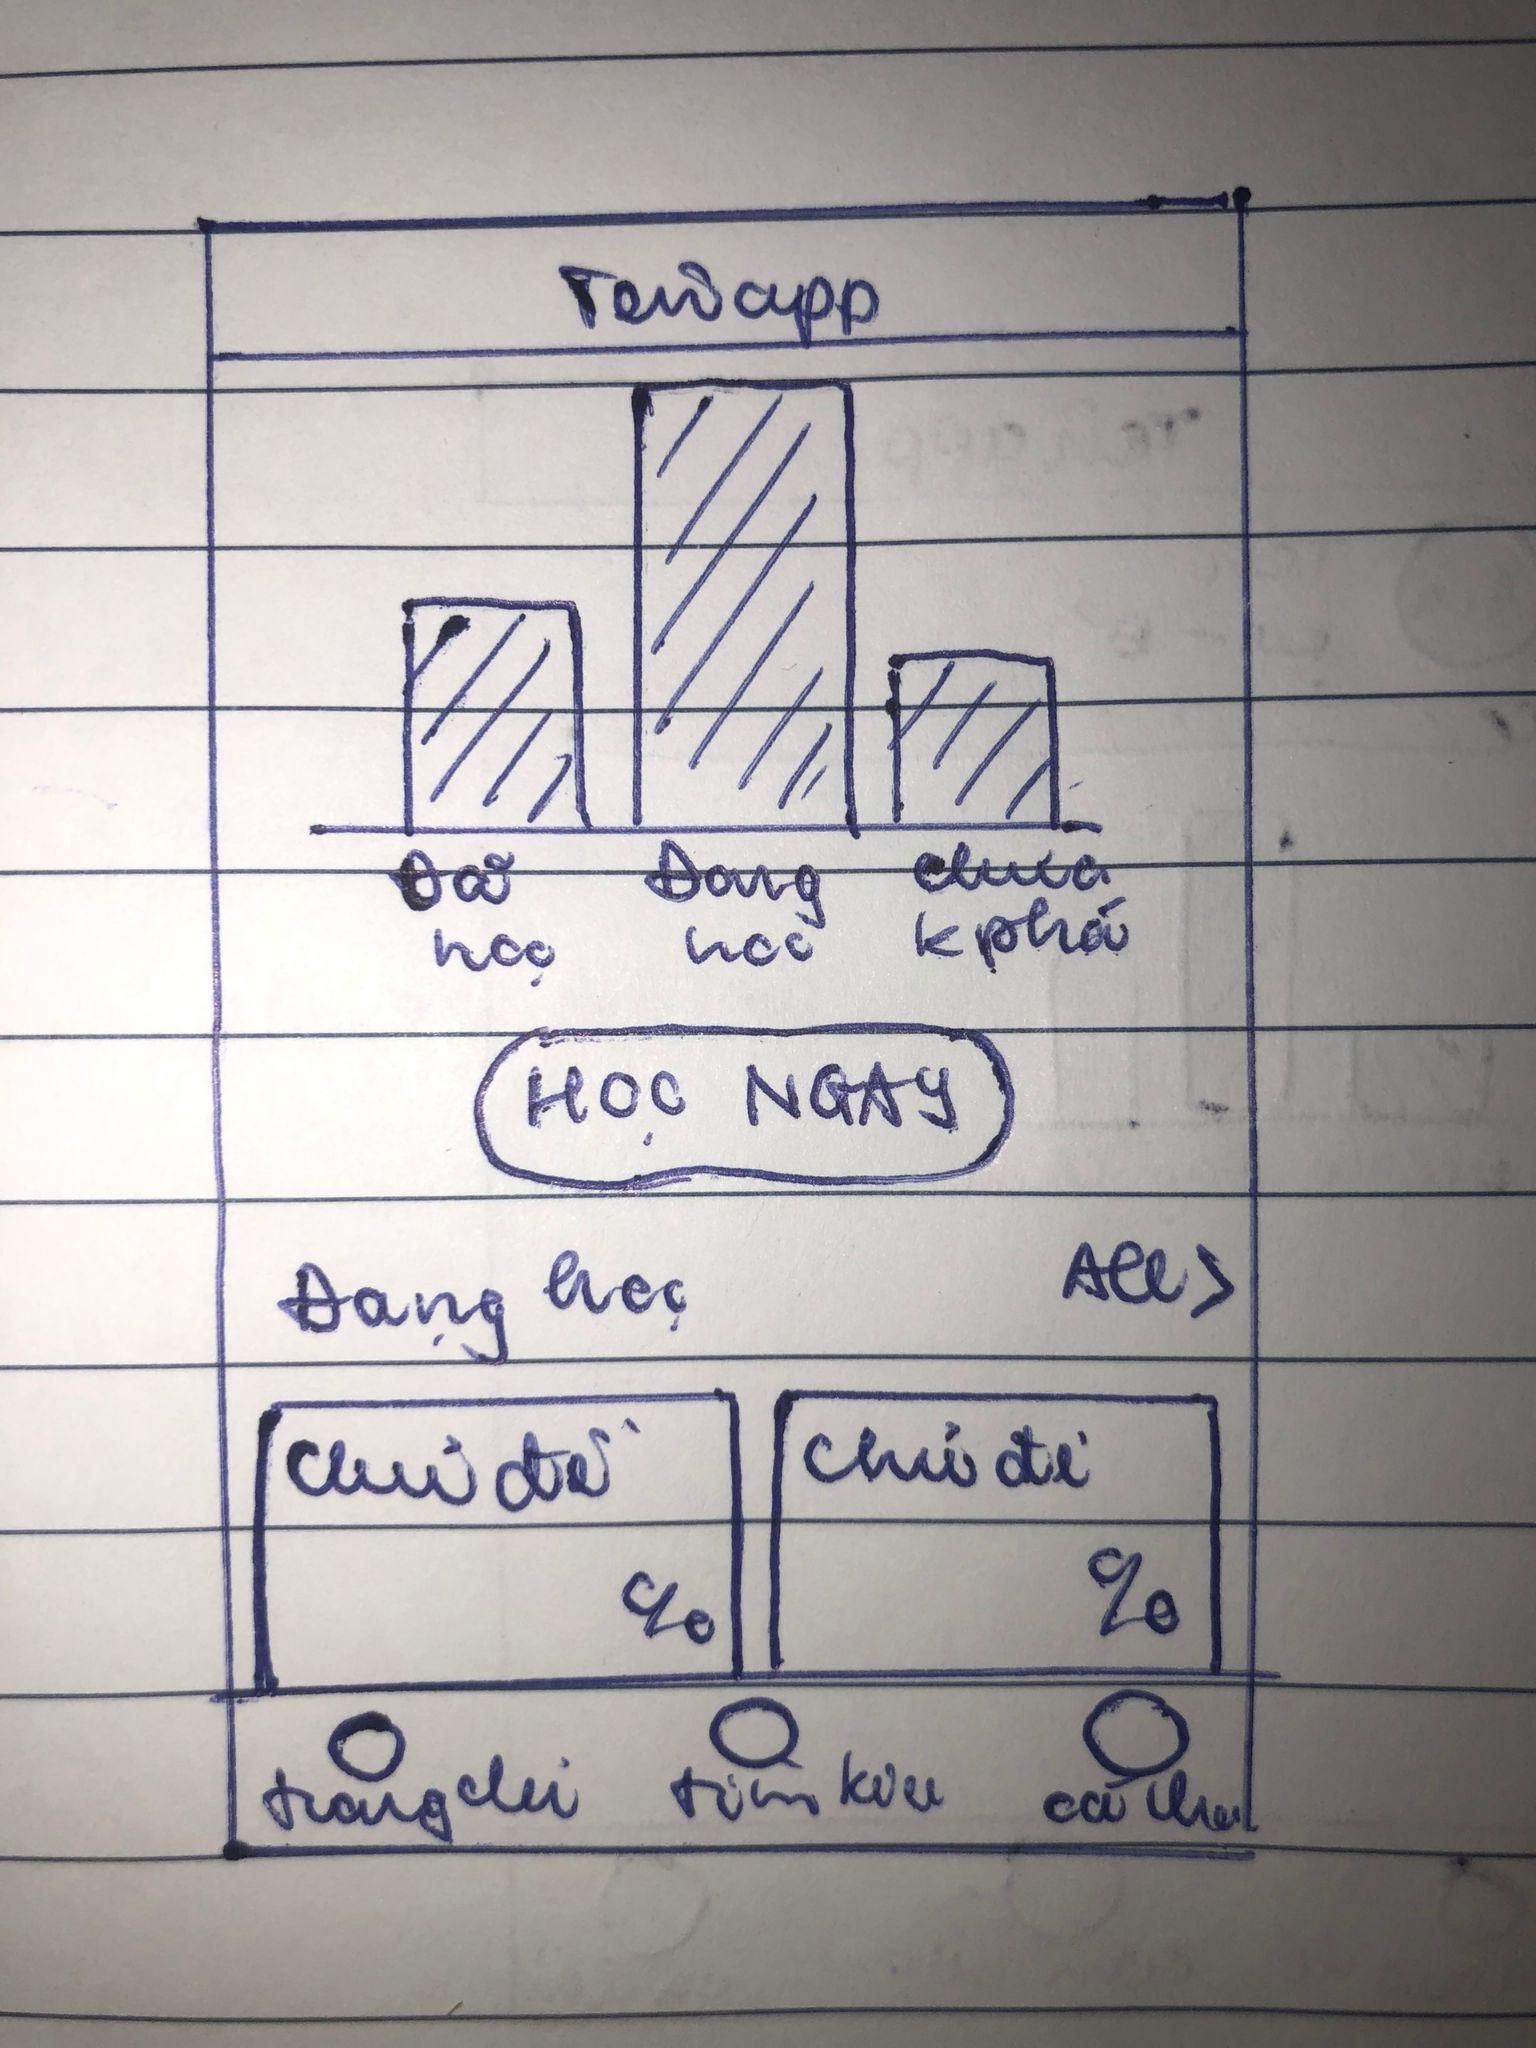 Tên app
Đã Đang chưa
học học kphá
HỌC NGAY
Đang học All >
Chủ đề Chủ đề
% %
trang chủ tìm kiếm cá nhân